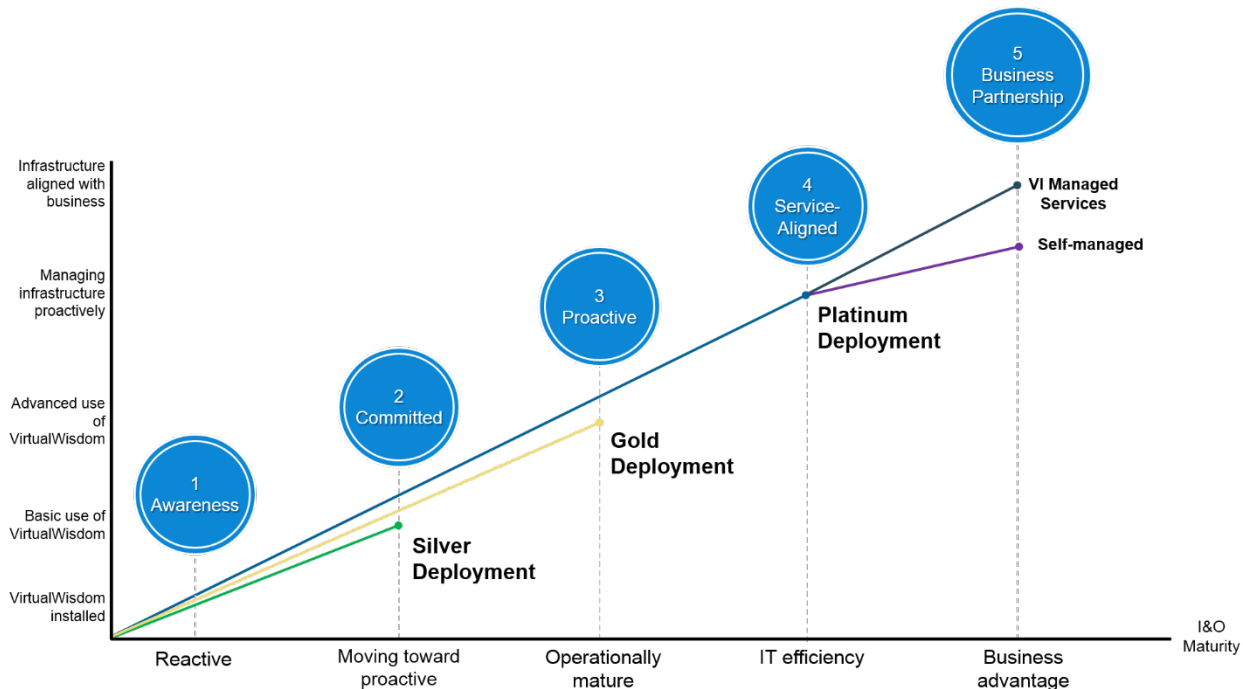 5
Business
Partnership
Infrastructure
aligned with
business
4
Service-
Aligned
VI Managed
Services
Self-managed
Managing
infrastructure
proactively
3
Proactive
Platinum
Deployment
2
Committed
Advanced use
of
VirtualWisdom
Gold
Deployment
1
Awareness
Basic use of
VirtualWisdom
Silver
Deployment
VirtualWisdom
installed
I&O
Maturity
Reactive
Moving toward
proactive
Operationally
mature
IT efficiency
Business
advantage